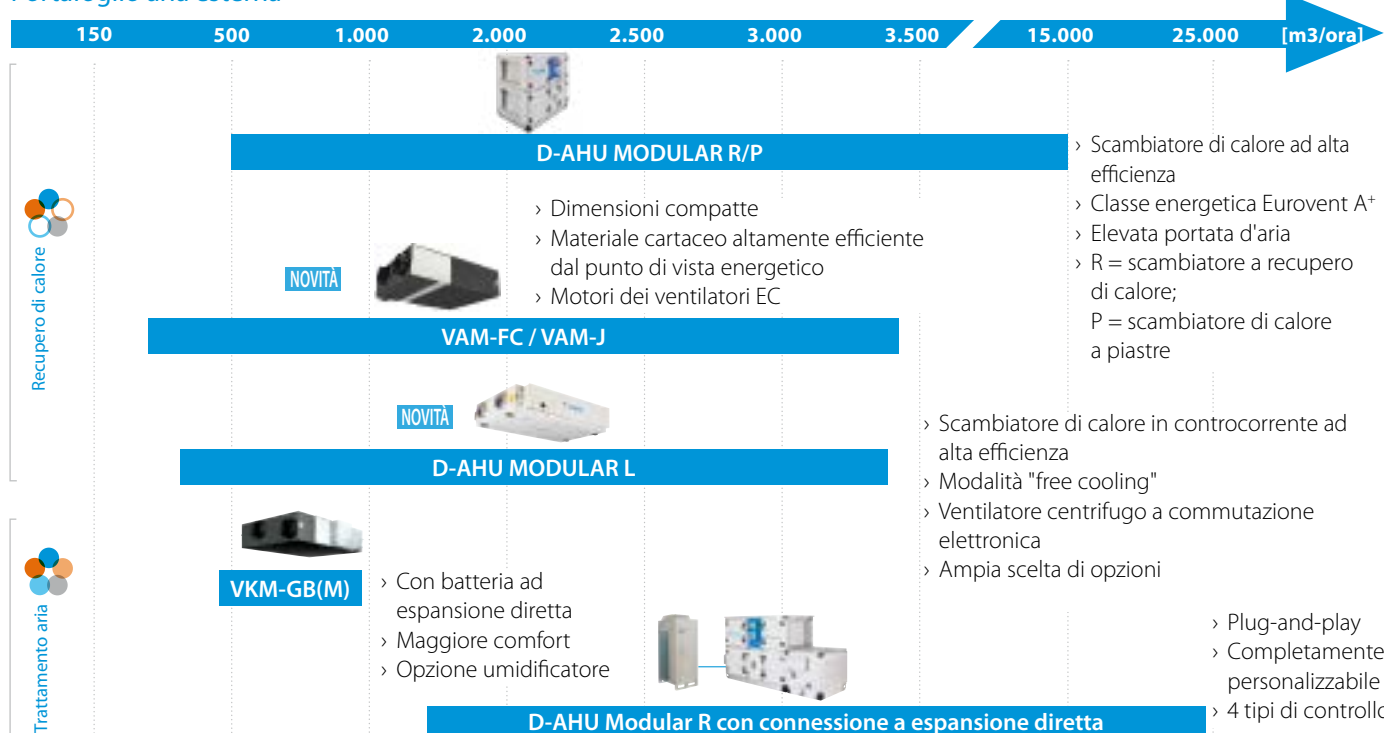 Portafoglio aria esterna
150 500 1.000 2.000 2.500 3.000 3.500 15.000 25.000 [m3/ora]
Recupero di calore
D-AHU MODULAR R/P
› Scambiatore di calore ad alta
efficienza
› Classe energetica Eurovent A+
› Elevata portata d'aria
› R = scambiatore a recupero
di calore;
P = scambiatore di calore
a piastre
› Dimensioni compatte
› Materiale cartaceo altamente efficiente
dal punto di vista energetico
› Motori dei ventilatori EC
NOVITÀ
VAM-FC / VAM-J
NOVITÀ
D-AHU MODULAR L
› Scambiatore di calore in controcorrente ad
alta efficienza
› Modalità "free cooling"
› Ventilatore centrifugo a commutazione
elettronica
› Ampia scelta di opzioni
Trattamento aria
VKM-GB(M)
› Con batteria ad
espansione diretta
› Maggiore comfort
› Opzione umidificatore
› Plug-and-play
› Completamente
personalizzabile
› 4 tipi di controllo
D-AHU Modular R con connessione a espansione diretta